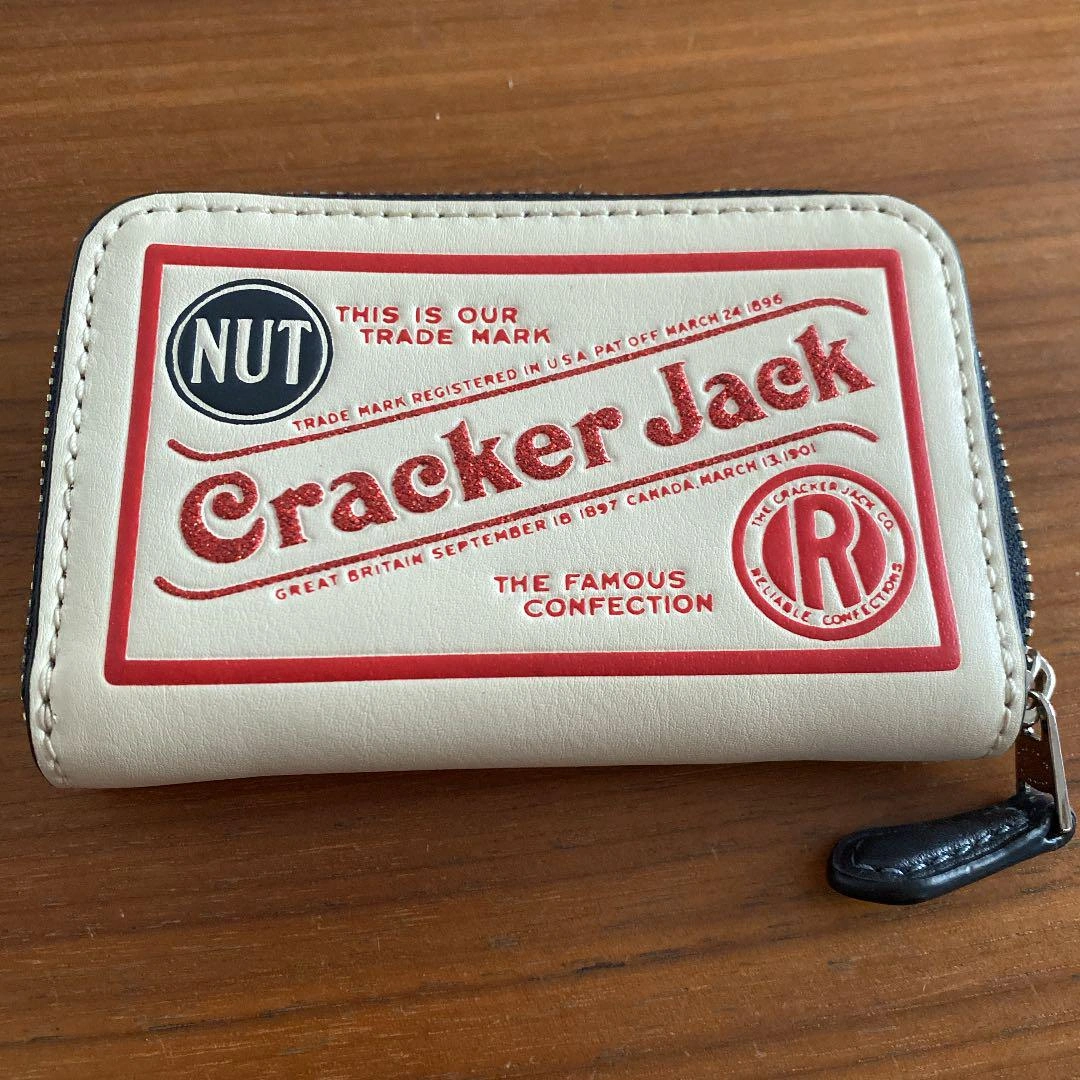 NUT
THIS IS OUR
TRADE MARK
TRADE MARK REGISTERED IN U S A PAT OFF MARCH 24 1896
Cracker Jack
GREAT BRITAIN SEPTEMBER 18 1897 CANADA, MARCH 13, 1901
THE FAMOUS
CONFECTION
THE CRACKER JACK CO.
R
RELIABLE CONFECTIONS